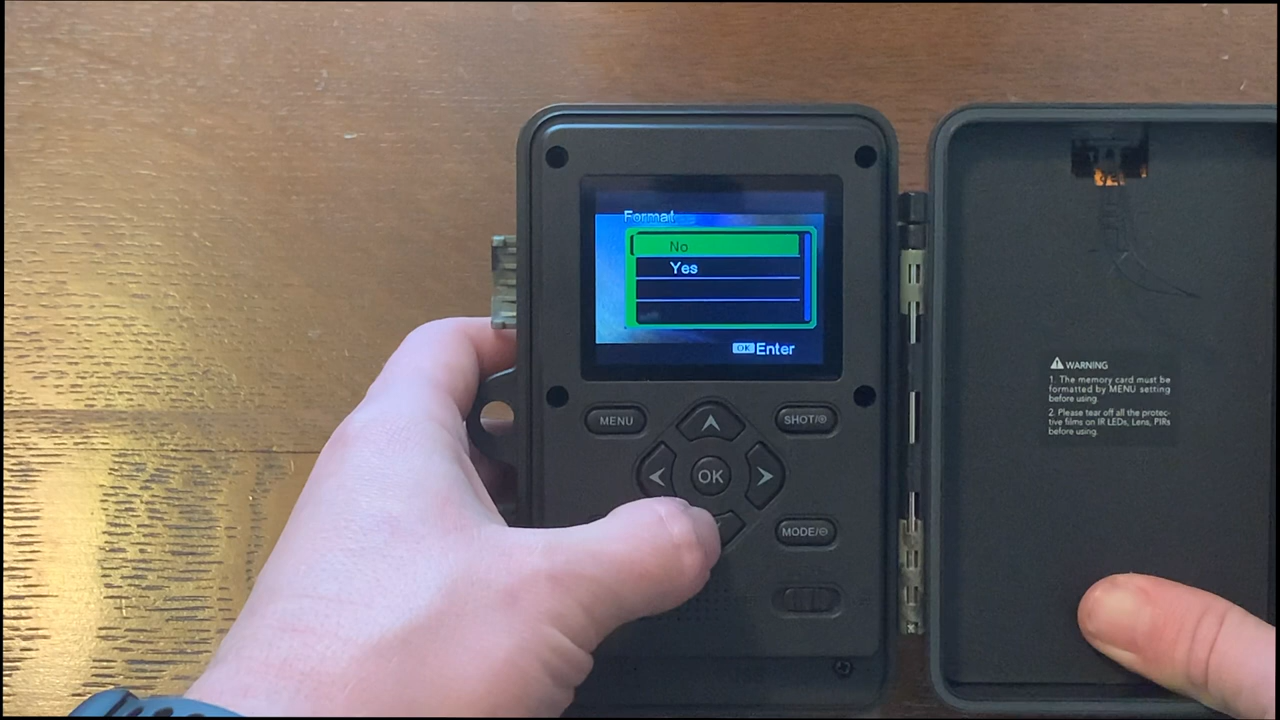 Format
No
Yes
OK Enter
MENU
SHOT/
OK
MODE/
WARNING
1. The memory card must be
formatted by MENU setting
before using.
2. Please tear off all the protec-
tive films on IR LEDs, Lens, PIRs
before using.